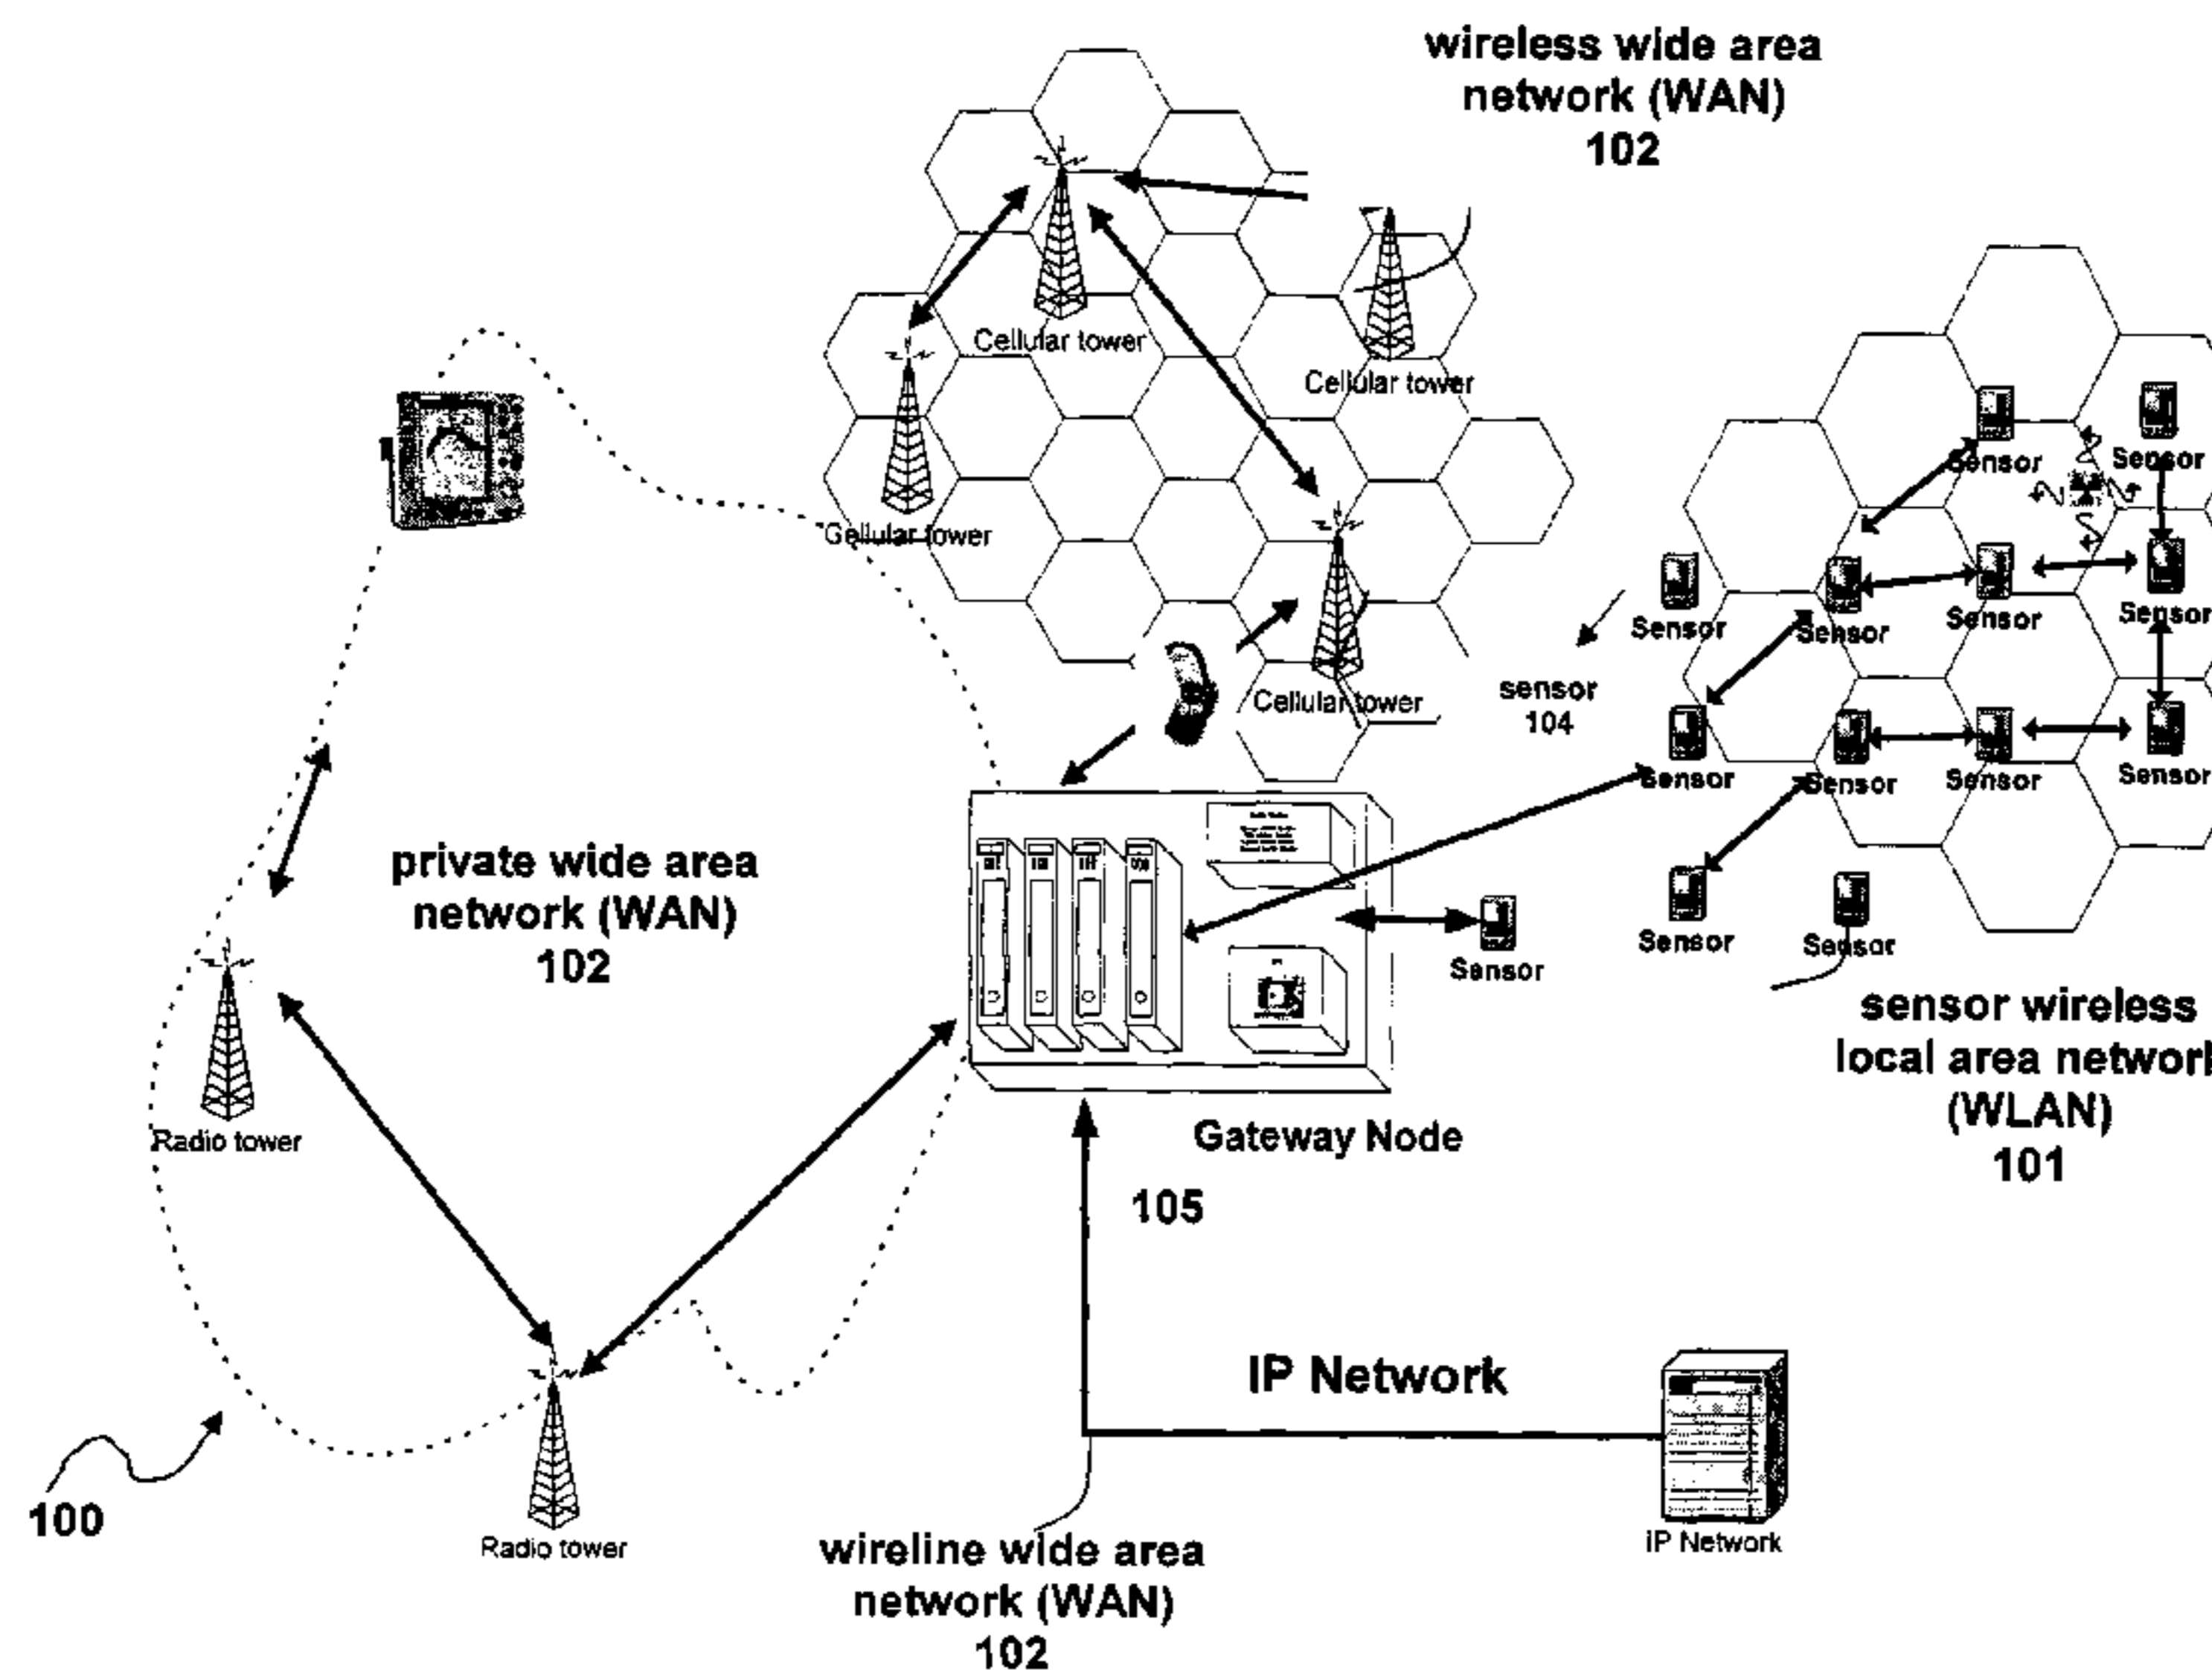 wireless wide area
network (WAN)
102
Cellular tower
Cellular tower
Cellular tower
Cellular tower
Sensor
Sensor
Sensor
Sensor
Sensor
Sensor
sensor
104
Sensor
Sensor
Sensor
Sensor
Sensor
Sensor
Sensor
private wide area
network (WAN)
102
sensor wireless
local area network
(WLAN)
101
Gateway Node
105
Radio tower
IP Network
100
Radio tower
IP Network
wireline wide area
network (WAN)
102